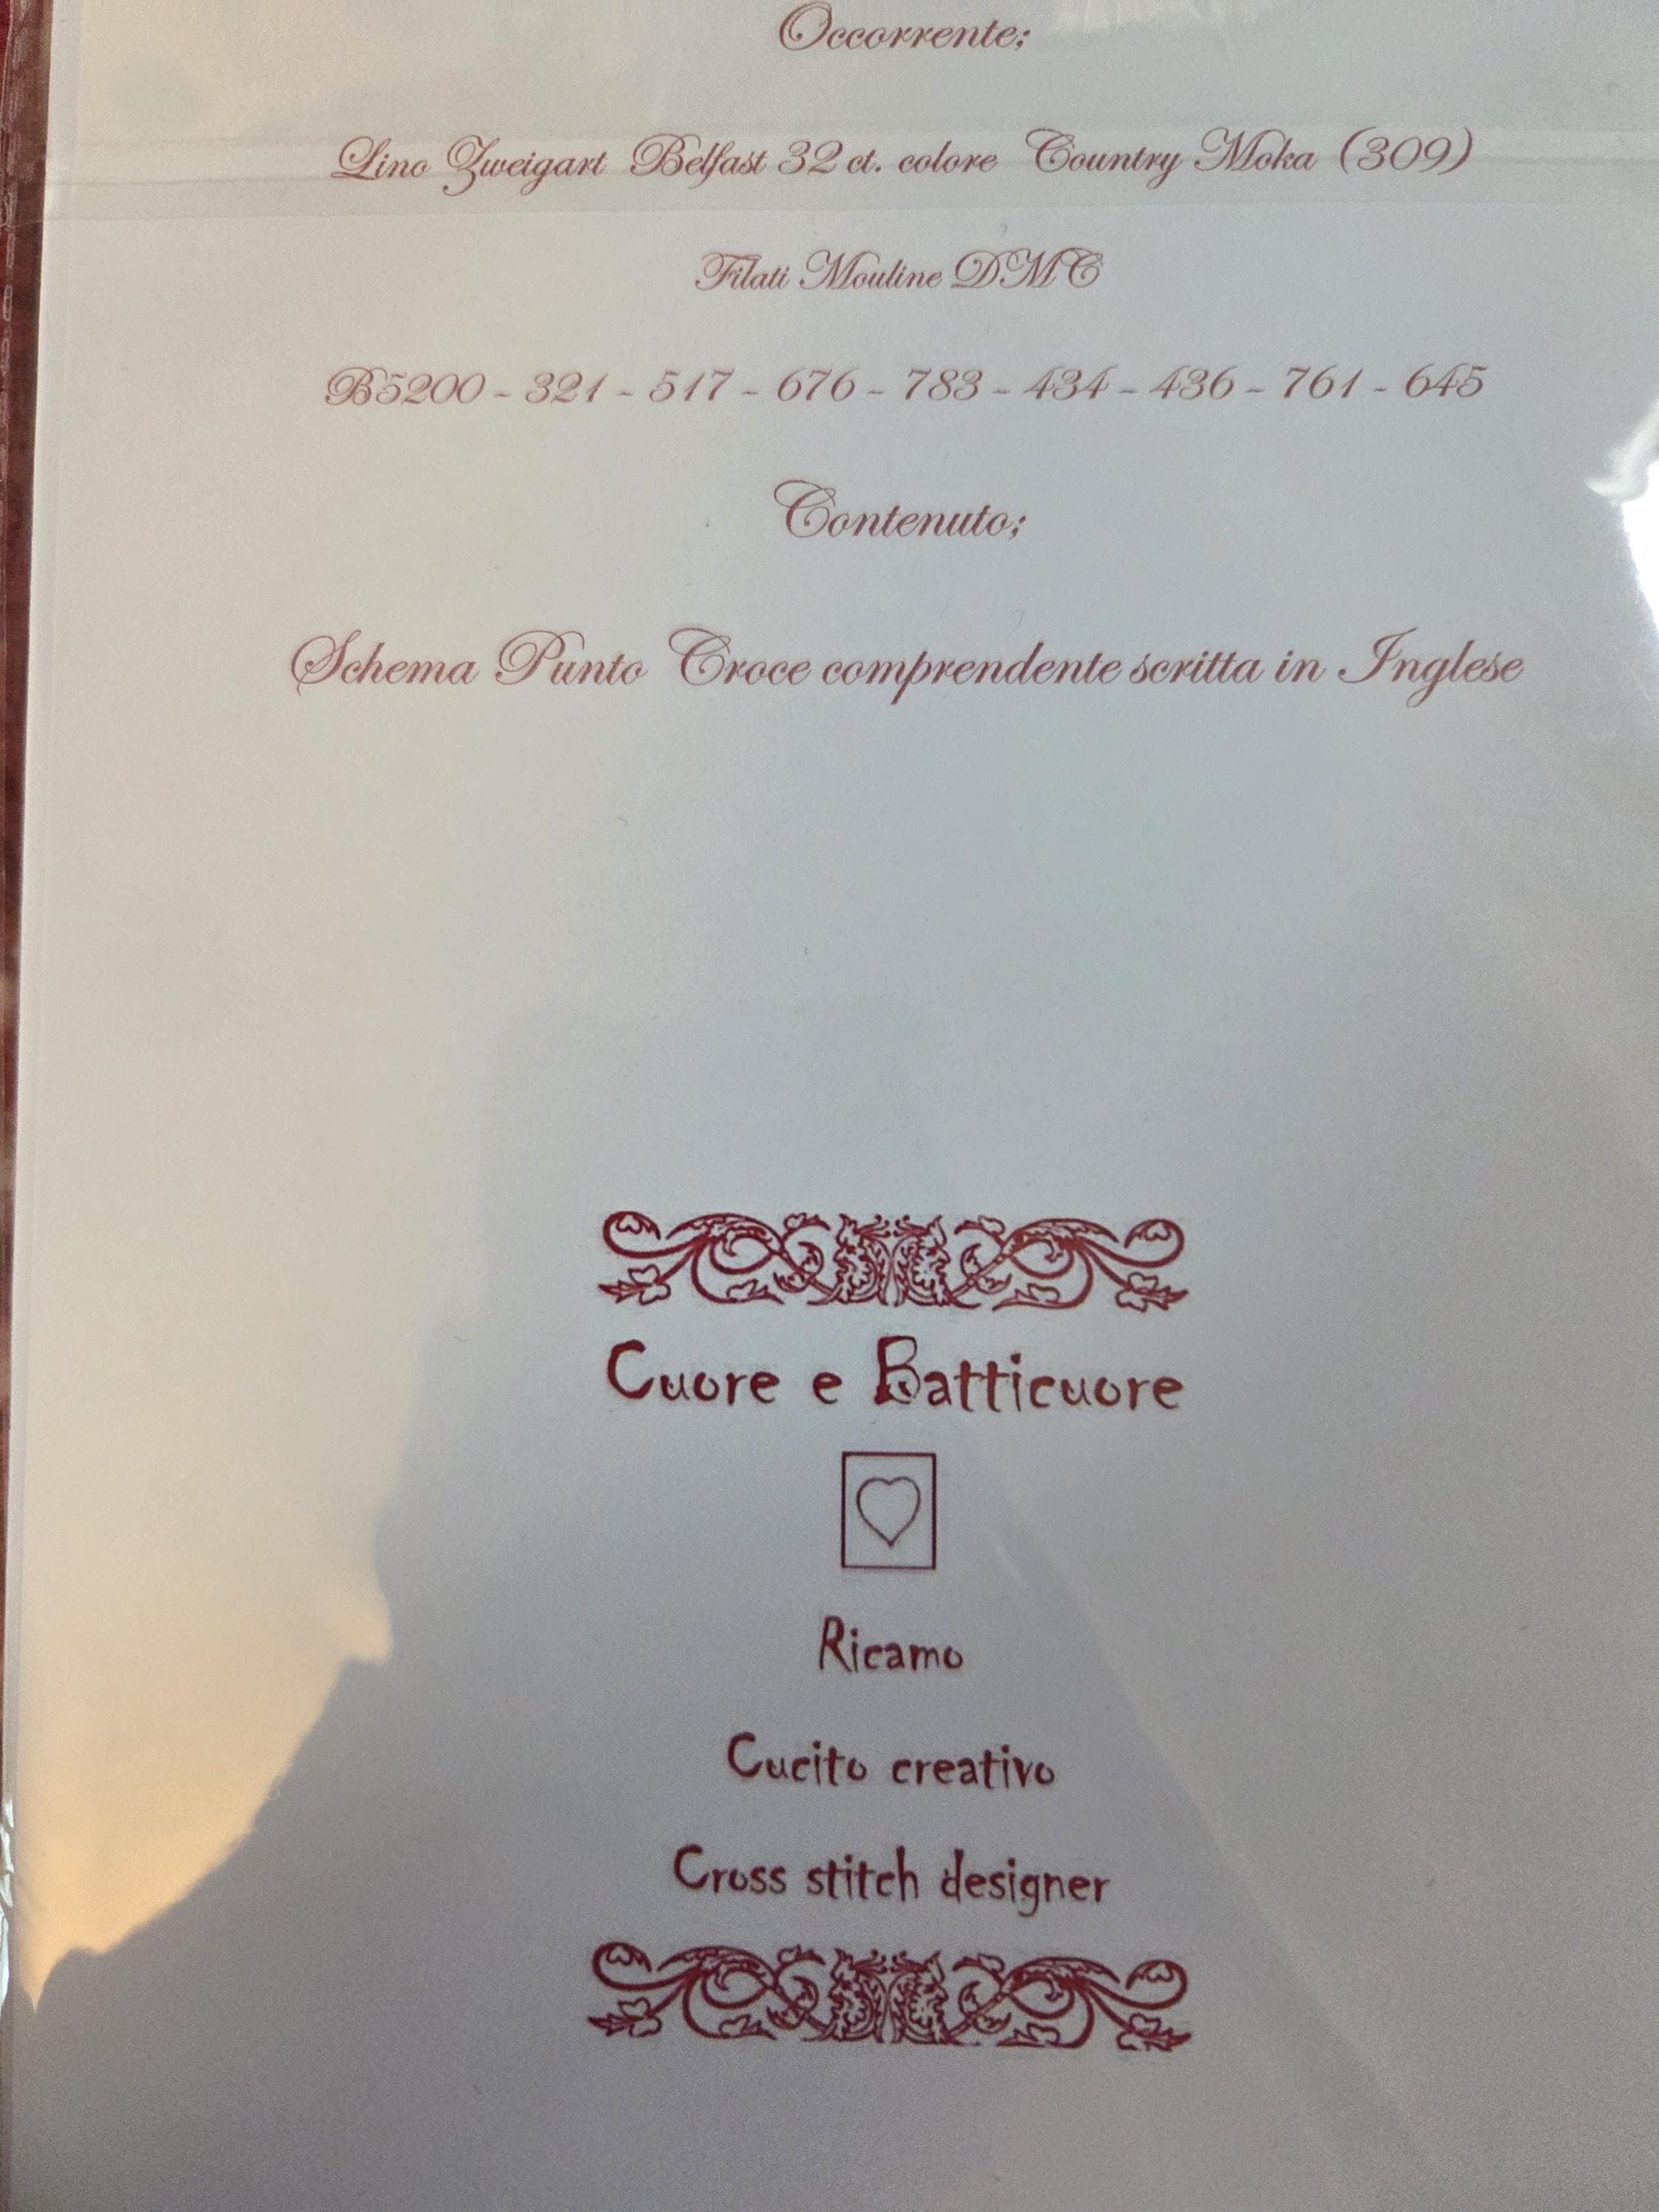 Occorrente;
Lino Zweigart Belfast 32 ct. colore Country Moka (309)
Filati Mouline DMC
B5200 - 321 - 517 - 676 - 783 - 434 - 436 - 761 - 645
Contenuto;
Schema Punto Croce comprendente scritta in Inglese
Cuore e Batticuore
Ricamo
Cucito creativo
Cross stitch designer